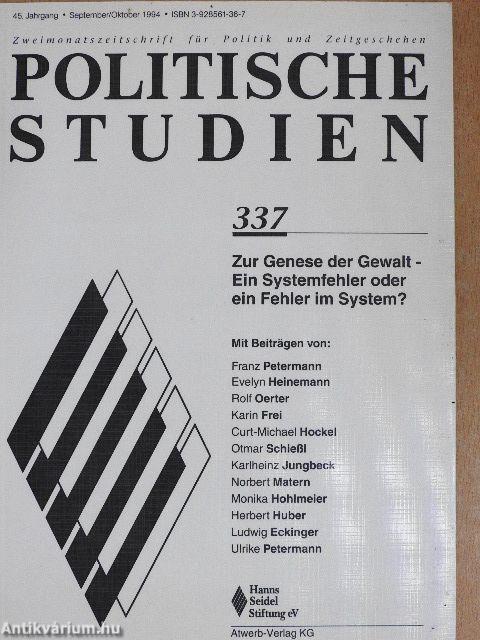 45. Jahrgang • September/Oktober 1994 • ISBN 3-928561-36-7
Zweimonatszeitschrift für Politik und Zeitgeschehen
POLITISCHE
STUDIEN
337
Zur Genese der Gewalt -
Ein Systemfehler oder
ein Fehler im System?
Mit Beiträgen von:
Franz Petermann
Evelyn Heinemann
Rolf Oerter
Karin Frei
Curt-Michael Hockel
Otmar Schießl
Karlheinz Jungbeck
Norbert Matern
Monika Hohlmeier
Herbert Huber
Ludwig Eckinger
Ulrike Petermann
Hanns
Seidel
Stiftung eV
Atwerb-Verlag KG
Antikvárium.hu